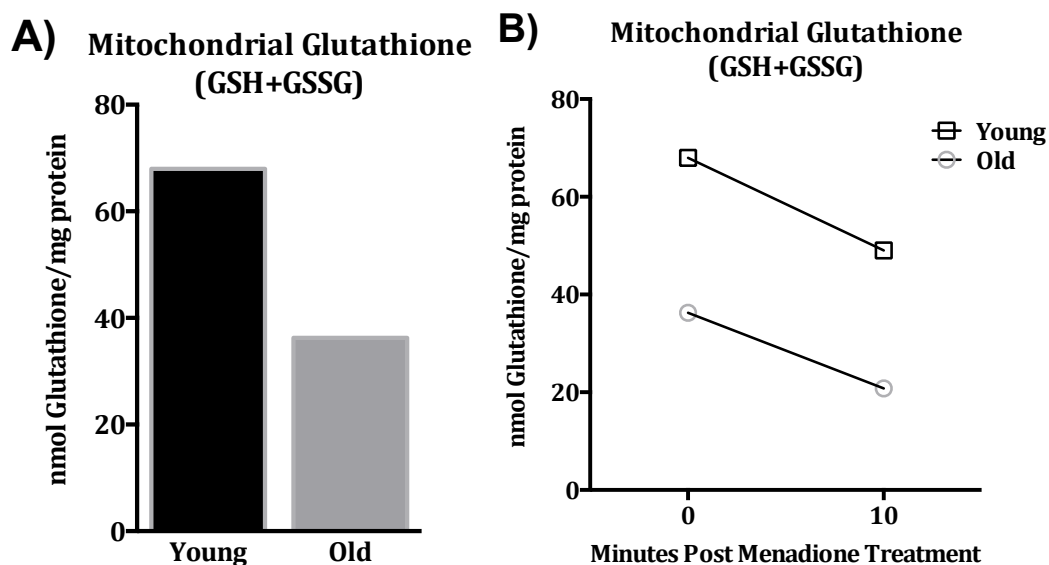 A)
Mitochondrial Glutathione
(GSH+GSSG)
nmol Glutathione/mg protein
80
60
40
20
0
Young Old
B)
Mitochondrial Glutathione
(GSH+GSSG)
nmol Glutathione/mg protein
80
60
40
20
0
Young
Old
0 10
Minutes Post Menadione Treatment